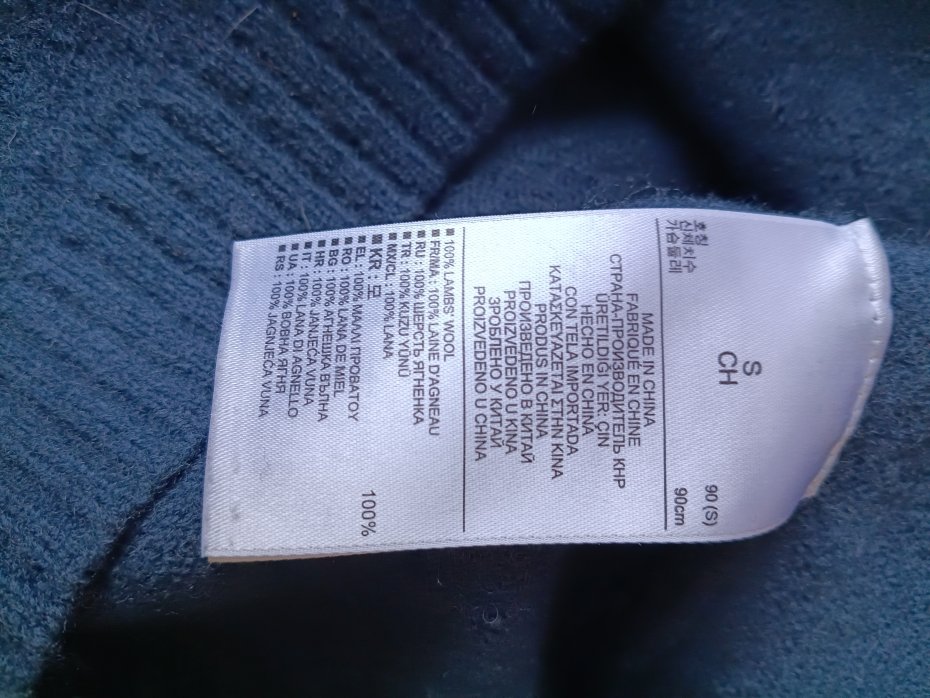 S
CH
호칭 90 (S)
신체치수
가슴둘레 90cm
MADE IN CHINA
FABRIQUÉ EN CHINE
СТРАНА-ПРОИЗВОДИТЕЛЬ КНР
ÜRETILDIĞI YER: ÇIN
HECHO EN CHINA
CON TELA IMPORTADA
ΚΑΤΑΣΚΕΥΑΖΕΤΑΙ ΣΤΗΝ ΚΙΝΑ
PRODUS IN CHINA
ПРОИЗВЕДЕНО В КИТАЙ
PROIZVEDENO U KINA
ЗРОБЛЕНО У КИТАЙ
PROIZVEDENO U CHINA
■ 100% LAMBS' WOOL
■ FR/MA : 100% LAINE D'AGNEAU
■ RU : 100% ШЕРСТЬ ЯГНЕНКА
■ TR : 100% KUZU YÜNÜ
■ MX/CL : 100% LANA
■ KR : 모 100%
■ EL : 100% ΜΑΛΛΙ ΠΡΟΒΑΤΟΥ
■ RO : 100% LANA DE MIEL
■ BG : 100% АГНЕШКА ВЪЛНА
■ HR : 100% JANJEĆA VUNA
■ IT : 100% LANA DI AGNELLO
■ UA : 100% ВОВНА ЯГНЯ
■ RS : 100% JAGNJEĆA VUNA